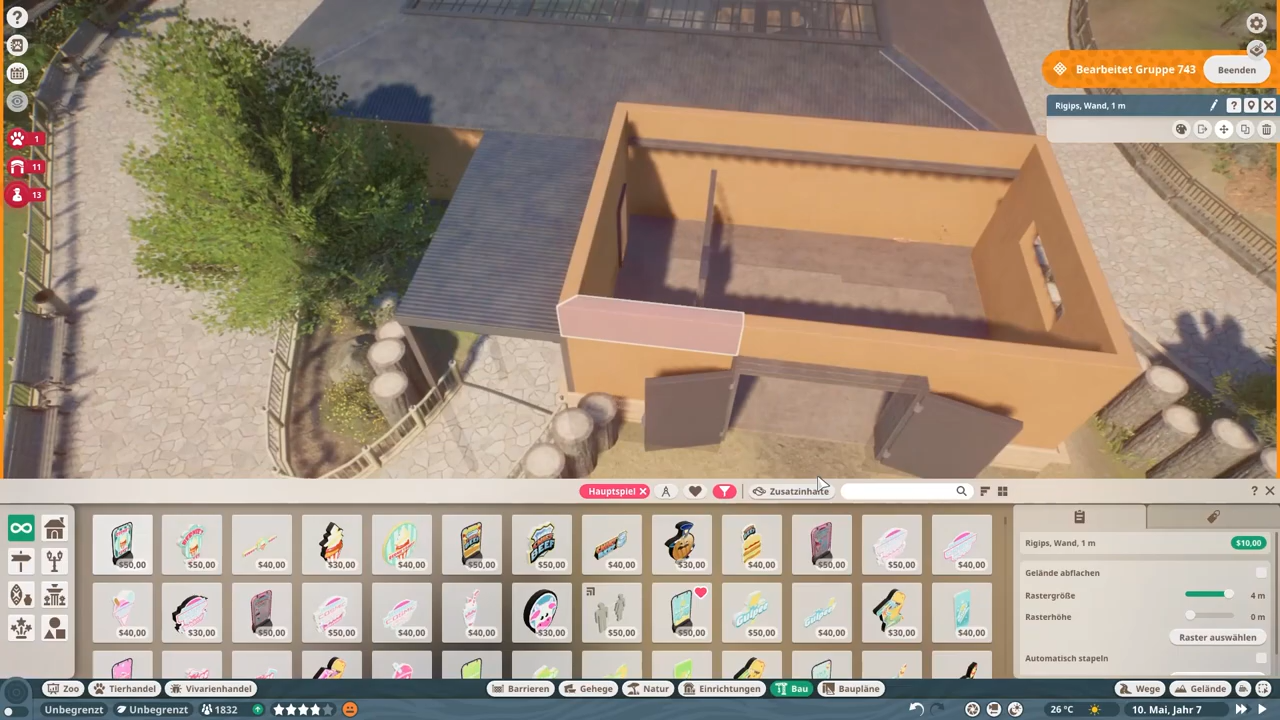 ?
Bearbeitet Gruppe 743
Beenden
Rigips, Wand, 1 m
?
1
11
13
Hauptspiel
Zusatzinhalte
?
$50,00
$50,00
$40,00
$30,00
$40,00
$50,00
$50,00
$40,00
$30,00
$40,00
$50,00
$50,00
$40,00
$40,00
$30,00
$50,00
$50,00
$40,00
$40,00
$30,00
$50,00
$50,00
$50,00
$40,00
$30,00
$40,00
Rigips, Wand, 1 m
$10,00
Gelände abflachen
Rastergröße
4 m
Rasterhöhe
0 m
Raster auswählen
Automatisch stapeln
Zoo
Tierhandel
Vivarienhandel
Barrieren
Gehege
Natur
Einrichtungen
Bau
Baupläne
Wege
Gelände
Unbegrenzt
Unbegrenzt
1832
26 °C
10. Mai, Jahr 7